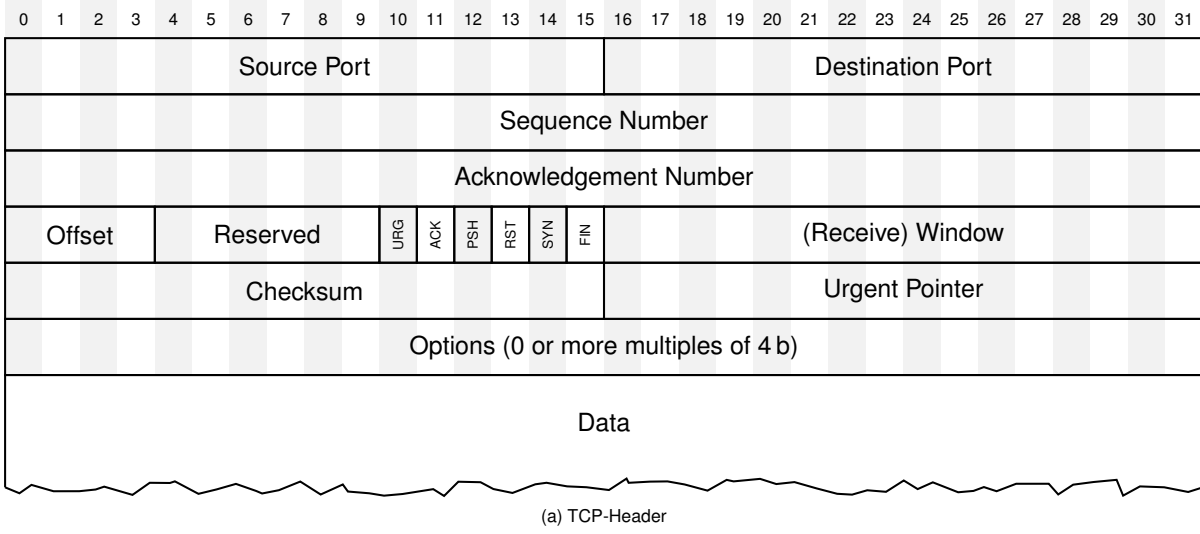 0 1 2 3 4 5 6 7 8 9 10 11 12 13 14 15 16 17 18 19 20 21 22 23 24 25 26 27 28 29 30 31
Source Port Destination Port
Sequence Number
Acknowledgement Number
Offset Reserved URG ACK PSH RST SYN FIN (Receive) Window
Checksum Urgent Pointer
Options (0 or more multiples of 4 b)
Data
(a) TCP-Header